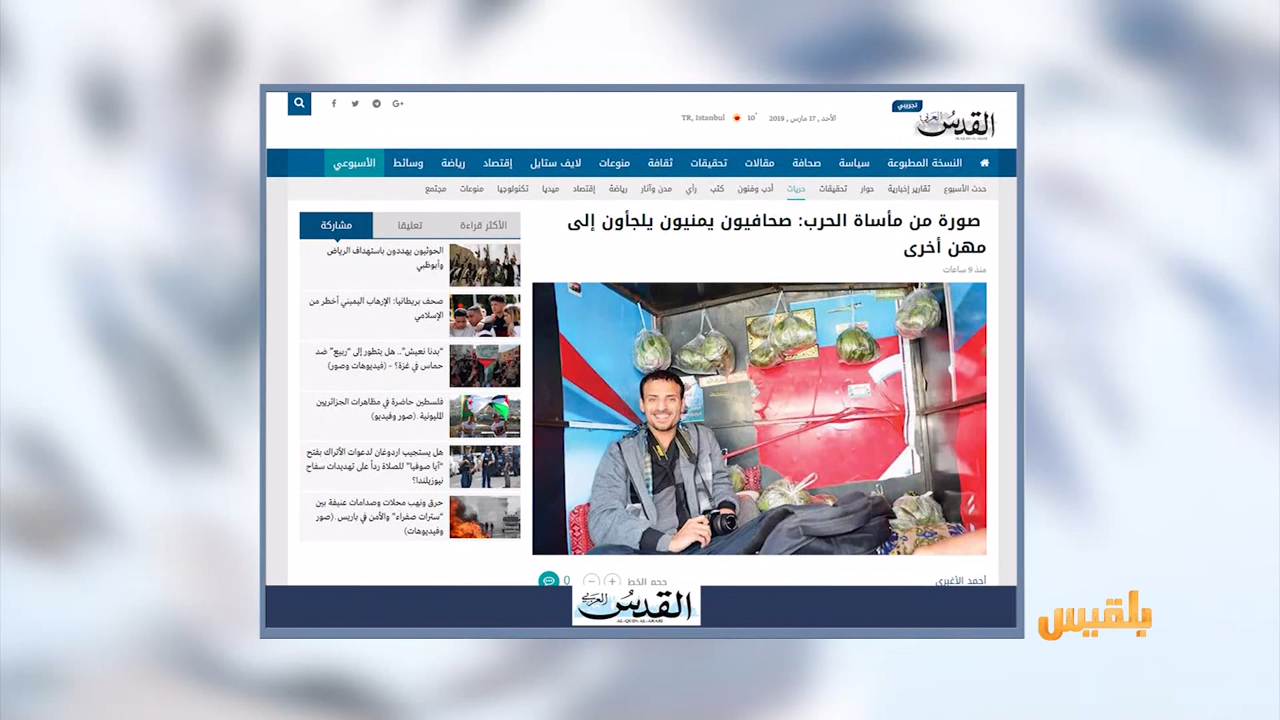 تجريبي
القدس العربي
الأحد , 17 مارس , 2019
10°
TR, Istanbul
النسخة المطبوعة سياسة صحافة مقالات تحقيقات ثقافة منوعات لايف ستايل إقتصاد رياضة وسائط الأسبوعي
حدث الأسبوع تقارير إخبارية حوار تحقيقات حريات أدب وفنون كتب رأي مدن وآثار رياضة إقتصاد ميديا تكنولوجيا منوعات مجتمع
صورة من مأساة الحرب: صحافيون يمنيون يلجأون إلى
مهن أخرى
منذ 9 ساعات
أحمد الأغبري
حجم الخط
0
الأكثر قراءة تعليقا مشاركة
الحوثيون يهددون باستهداف الرياض
وأبوظبي
صحف بريطانيا: الإرهاب اليميني أخطر من
الإسلامي
"بدنا نعيش".. هل يتطور إلى "ربيع" ضد
حماس في غزة؟ – (فيديوهات وصور)
فلسطين حاضرة في مظاهرات الجزائريين
المليونية.. (صور وفيديو)
هل يستجيب اردوغان لدعوات الأتراك بفتح
"آيا صوفيا" للصلاة رداً على تهديدات سفاح
نيوزيلندا؟
حرق ونهب محلات وصدامات عنيفة بين
"سترات صفراء" والأمن في باريس.. (صور
وفيديوهات)
القدس العربي
AL-QUDS AL-ARABI
بلقيس